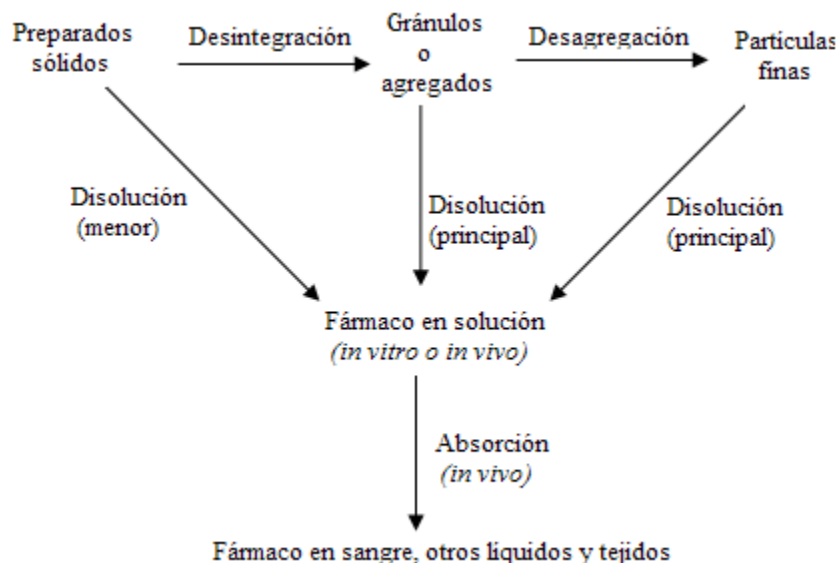 Preparados
sólidos
Desintegración
Gránulos
o
agregados
Desagregación
Partículas
finas
Disolución
(menor)
Disolución
(principal)
Disolución
(principal)
Fármaco en solución
(in vitro o in vivo)
Absorción
(in vivo)
Fármaco en sangre, otros líquidos y tejidos